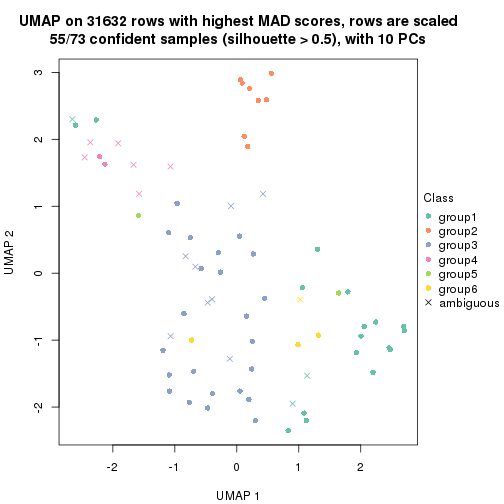 UMAP on 31632 rows with highest MAD scores, rows are scaled
55/73 confident samples (silhouette > 0.5), with 10 PCs
3
2
1
0
-1
-2
UMAP 2
-2
-1
0
1
2
UMAP 1
Class
group1
group2
group3
group4
group5
group6
ambiguous